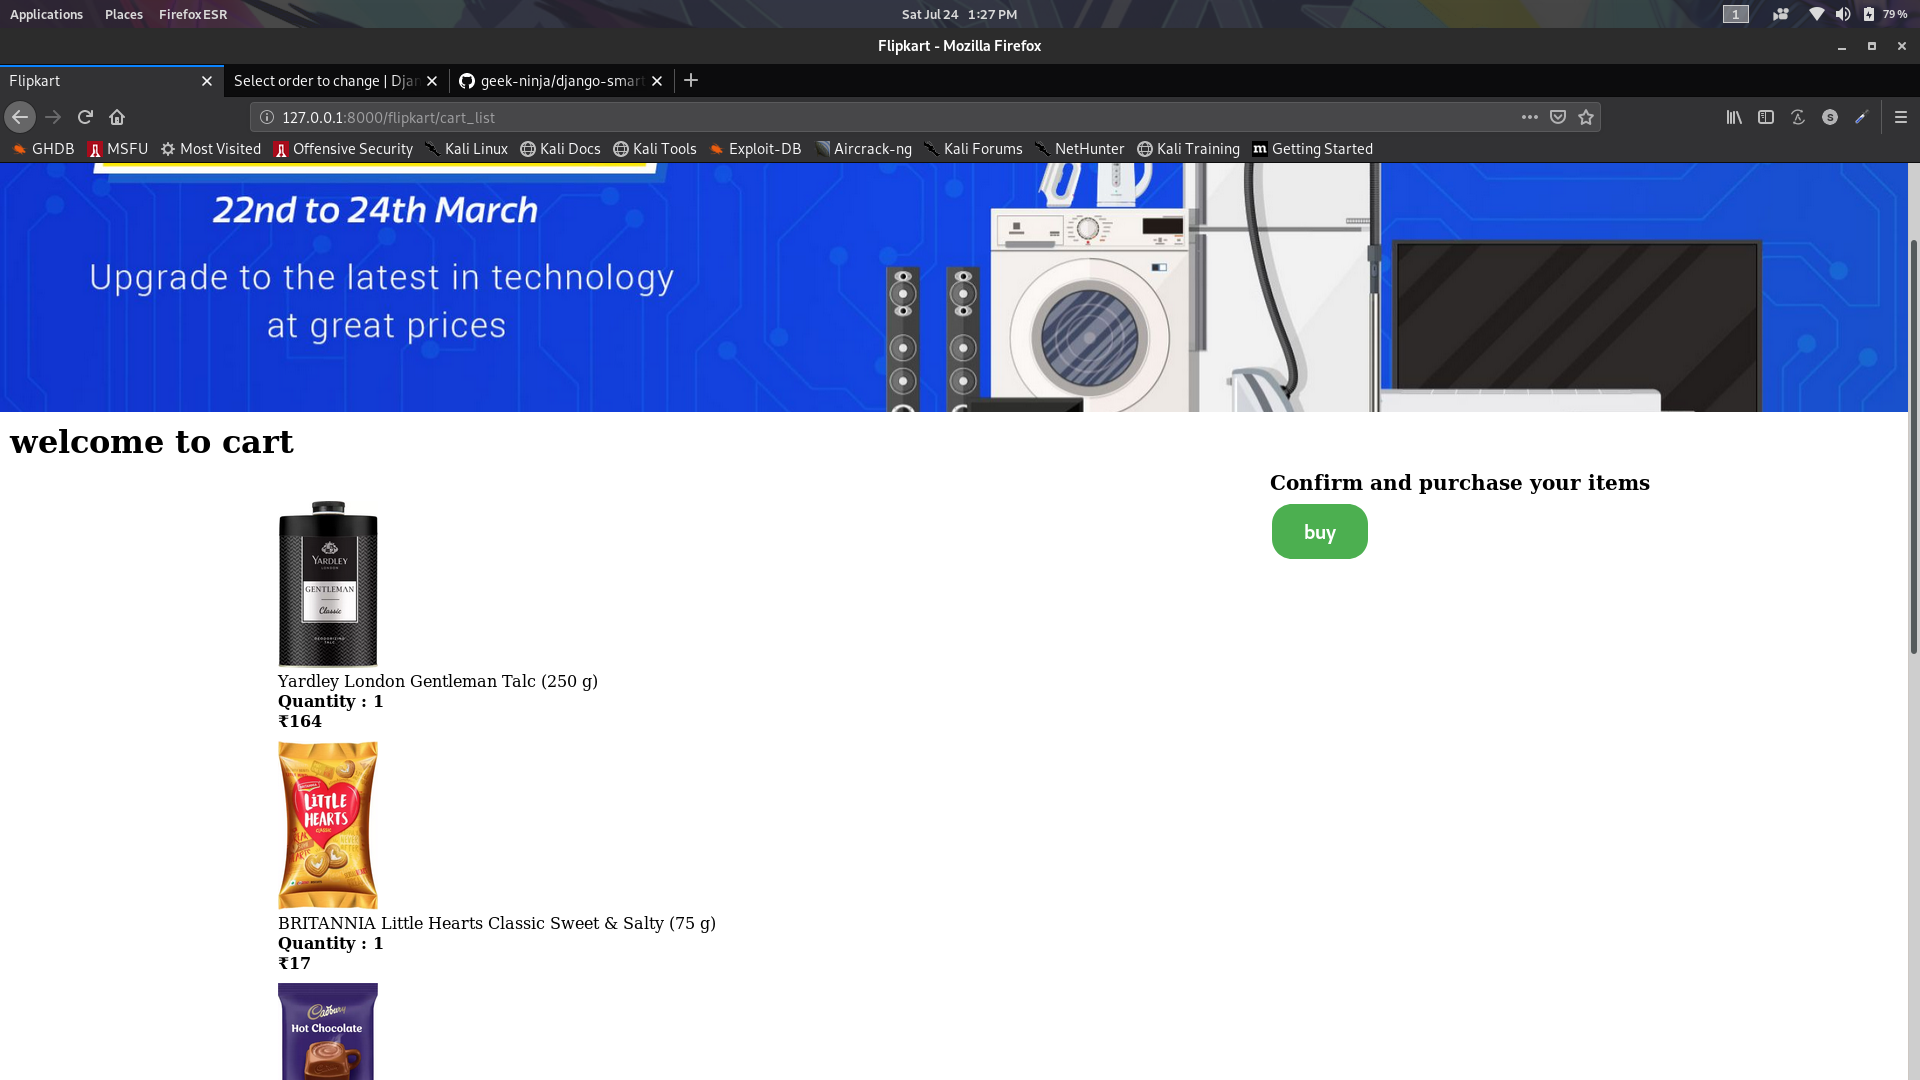 Applications Places Firefox ESR Sat Jul 24 1:27 PM 1 79 %
Flipkart - Mozilla Firefox
Flipkart Select order to change | Djan geek-ninja/django-smart
127.0.0.1:8000/flipkart/cart_list
GHDB MSFU Most Visited Offensive Security Kali Linux Kali Docs Kali Tools Exploit-DB Aircrack-ng Kali Forums NetHunter Kali Training Getting Started
22nd to 24th March
Upgrade to the latest in technology
at great prices
welcome to cart
Confirm and purchase your items
buy
YARDLEY
LONDON
GENTLEMAN
Classic
Yardley London Gentleman Talc (250 g)
Quantity : 1
₹164
LITTLE
HEARTS
CLASSIC
BRITANNIA Little Hearts Classic Sweet & Salty (75 g)
Quantity : 1
₹17
Cadbury
Hot Chocolate